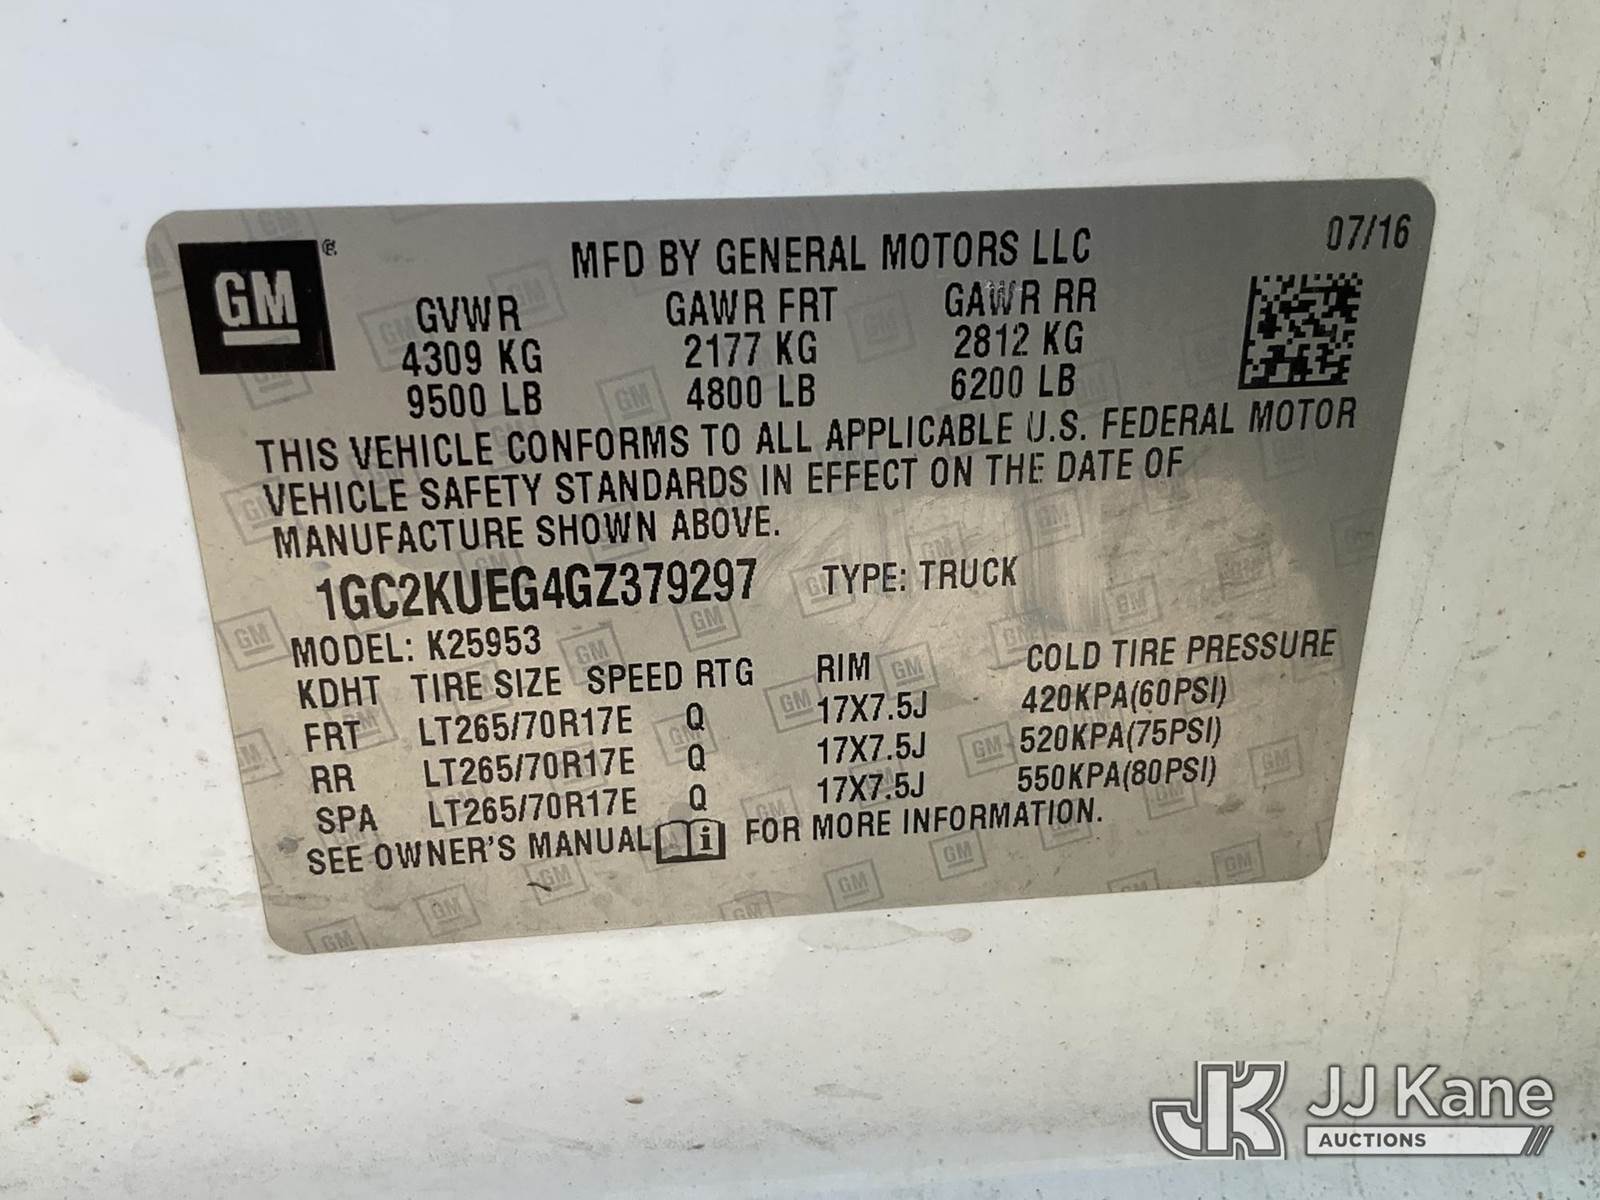 GM ®
MFD BY GENERAL MOTORS LLC
07/16
GVWR GAWR FRT GAWR RR
4309 KG 2177 KG 2812 KG
9500 LB 4800 LB 6200 LB
THIS VEHICLE CONFORMS TO ALL APPLICABLE U.S. FEDERAL MOTOR
VEHICLE SAFETY STANDARDS IN EFFECT ON THE DATE OF
MANUFACTURE SHOWN ABOVE.
1GC2KUEG4GZ379297 TYPE: TRUCK
MODEL: K25953
KDHT TIRE SIZE SPEED RTG RIM COLD TIRE PRESSURE
FRT LT265/70R17E Q 17X7.5J 420KPA(60PSI)
RR LT265/70R17E Q 17X7.5J 520KPA(75PSI)
SPA LT265/70R17E Q 17X7.5J 550KPA(80PSI)
SEE OWNER'S MANUAL i FOR MORE INFORMATION.
JK JJ Kane
AUCTIONS